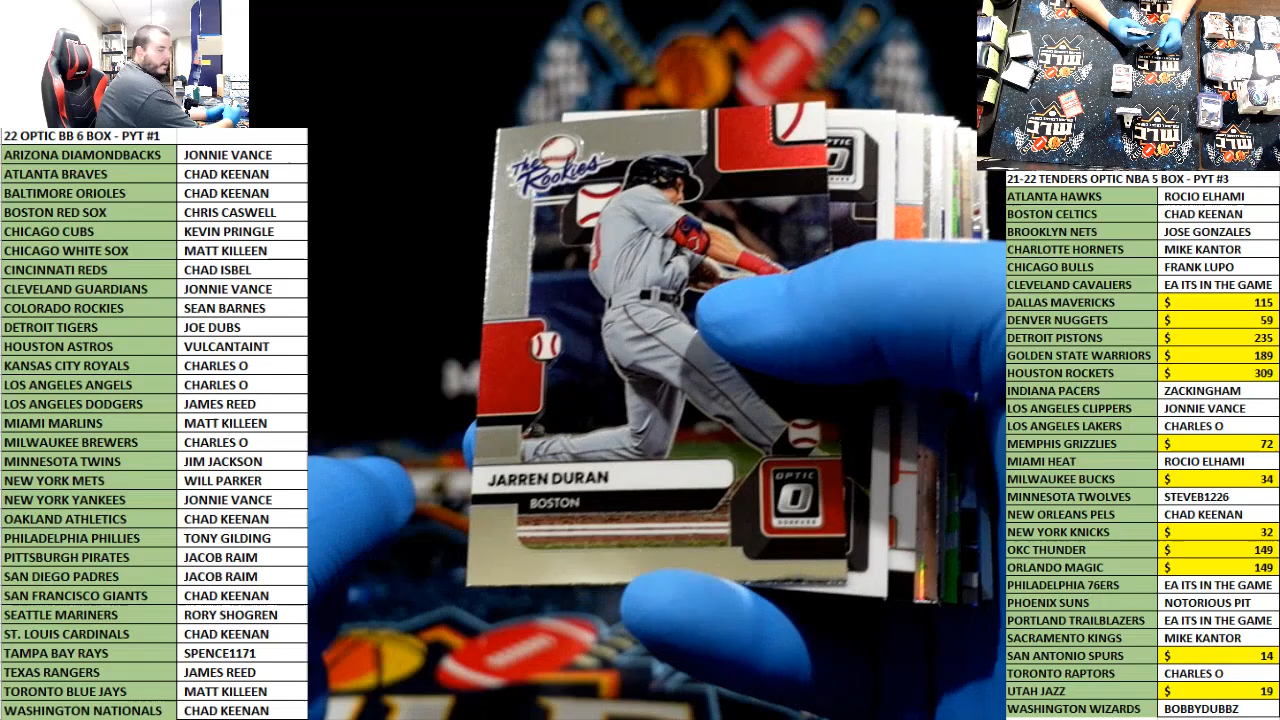 22 OPTIC BB 6 BOX - PYT #1
ARIZONA DIAMONDBACKS JONNIE VANCE
ATLANTA BRAVES CHAD KEENAN
BALTIMORE ORIOLES CHAD KEENAN
BOSTON RED SOX CHRIS CASWELL
CHICAGO CUBS KEVIN PRINGLE
CHICAGO WHITE SOX MATT KILLEEN
CINCINNATI REDS CHAD ISBEL
CLEVELAND GUARDIANS JONNIE VANCE
COLORADO ROCKIES SEAN BARNES
DETROIT TIGERS JOE DUBS
HOUSTON ASTROS VULCANTAINT
KANSAS CITY ROYALS CHARLES O
LOS ANGELES ANGELS CHARLES O
LOS ANGELES DODGERS JAMES REED
MIAMI MARLINS MATT KILLEEN
MILWAUKEE BREWERS CHARLES O
MINNESOTA TWINS JIM JACKSON
NEW YORK METS WILL PARKER
NEW YORK YANKEES JONNIE VANCE
OAKLAND ATHLETICS CHAD KEENAN
PHILADELPHIA PHILLIES TONY GILDING
PITTSBURGH PIRATES JACOB RAIM
SAN DIEGO PADRES JACOB RAIM
SAN FRANCISCO GIANTS CHAD KEENAN
SEATTLE MARINERS RORY SHOGREN
ST. LOUIS CARDINALS CHAD KEENAN
TAMPA BAY RAYS SPENCE1171
TEXAS RANGERS JAMES REED
TORONTO BLUE JAYS MATT KILLEEN
WASHINGTON NATIONALS CHAD KEENAN
The Rookies
JARREN DURAN
BOSTON
OPTIC
DONRUSS
21-22 TENDERS OPTIC NBA 5 BOX - PYT #3
ATLANTA HAWKS ROCIO ELHAMI
BOSTON CELTICS CHAD KEENAN
BROOKLYN NETS JOSE GONZALES
CHARLOTTE HORNETS MIKE KANTOR
CHICAGO BULLS FRANK LUPO
CLEVELAND CAVALIERS EA ITS IN THE GAME
DALLAS MAVERICKS $ 115
DENVER NUGGETS $ 59
DETROIT PISTONS $ 235
GOLDEN STATE WARRIORS $ 189
HOUSTON ROCKETS $ 309
INDIANA PACERS ZACKINGHAM
LOS ANGELES CLIPPERS JONNIE VANCE
LOS ANGELES LAKERS CHARLES O
MEMPHIS GRIZZLIES $ 72
MIAMI HEAT ROCIO ELHAMI
MILWAUKEE BUCKS $ 34
MINNESOTA TWOLVES STEVEB1226
NEW ORLEANS PELS CHAD KEENAN
NEW YORK KNICKS $ 32
OKC THUNDER $ 149
ORLANDO MAGIC $ 149
PHILADELPHIA 76ERS EA ITS IN THE GAME
PHOENIX SUNS NOTORIOUS PIT
PORTLAND TRAILBLAZERS EA ITS IN THE GAME
SACRAMENTO KINGS MIKE KANTOR
SAN ANTONIO SPURS $ 14
TORONTO RAPTORS CHARLES O
UTAH JAZZ $ 19
WASHINGTON WIZARDS BOBBYDUBBZ